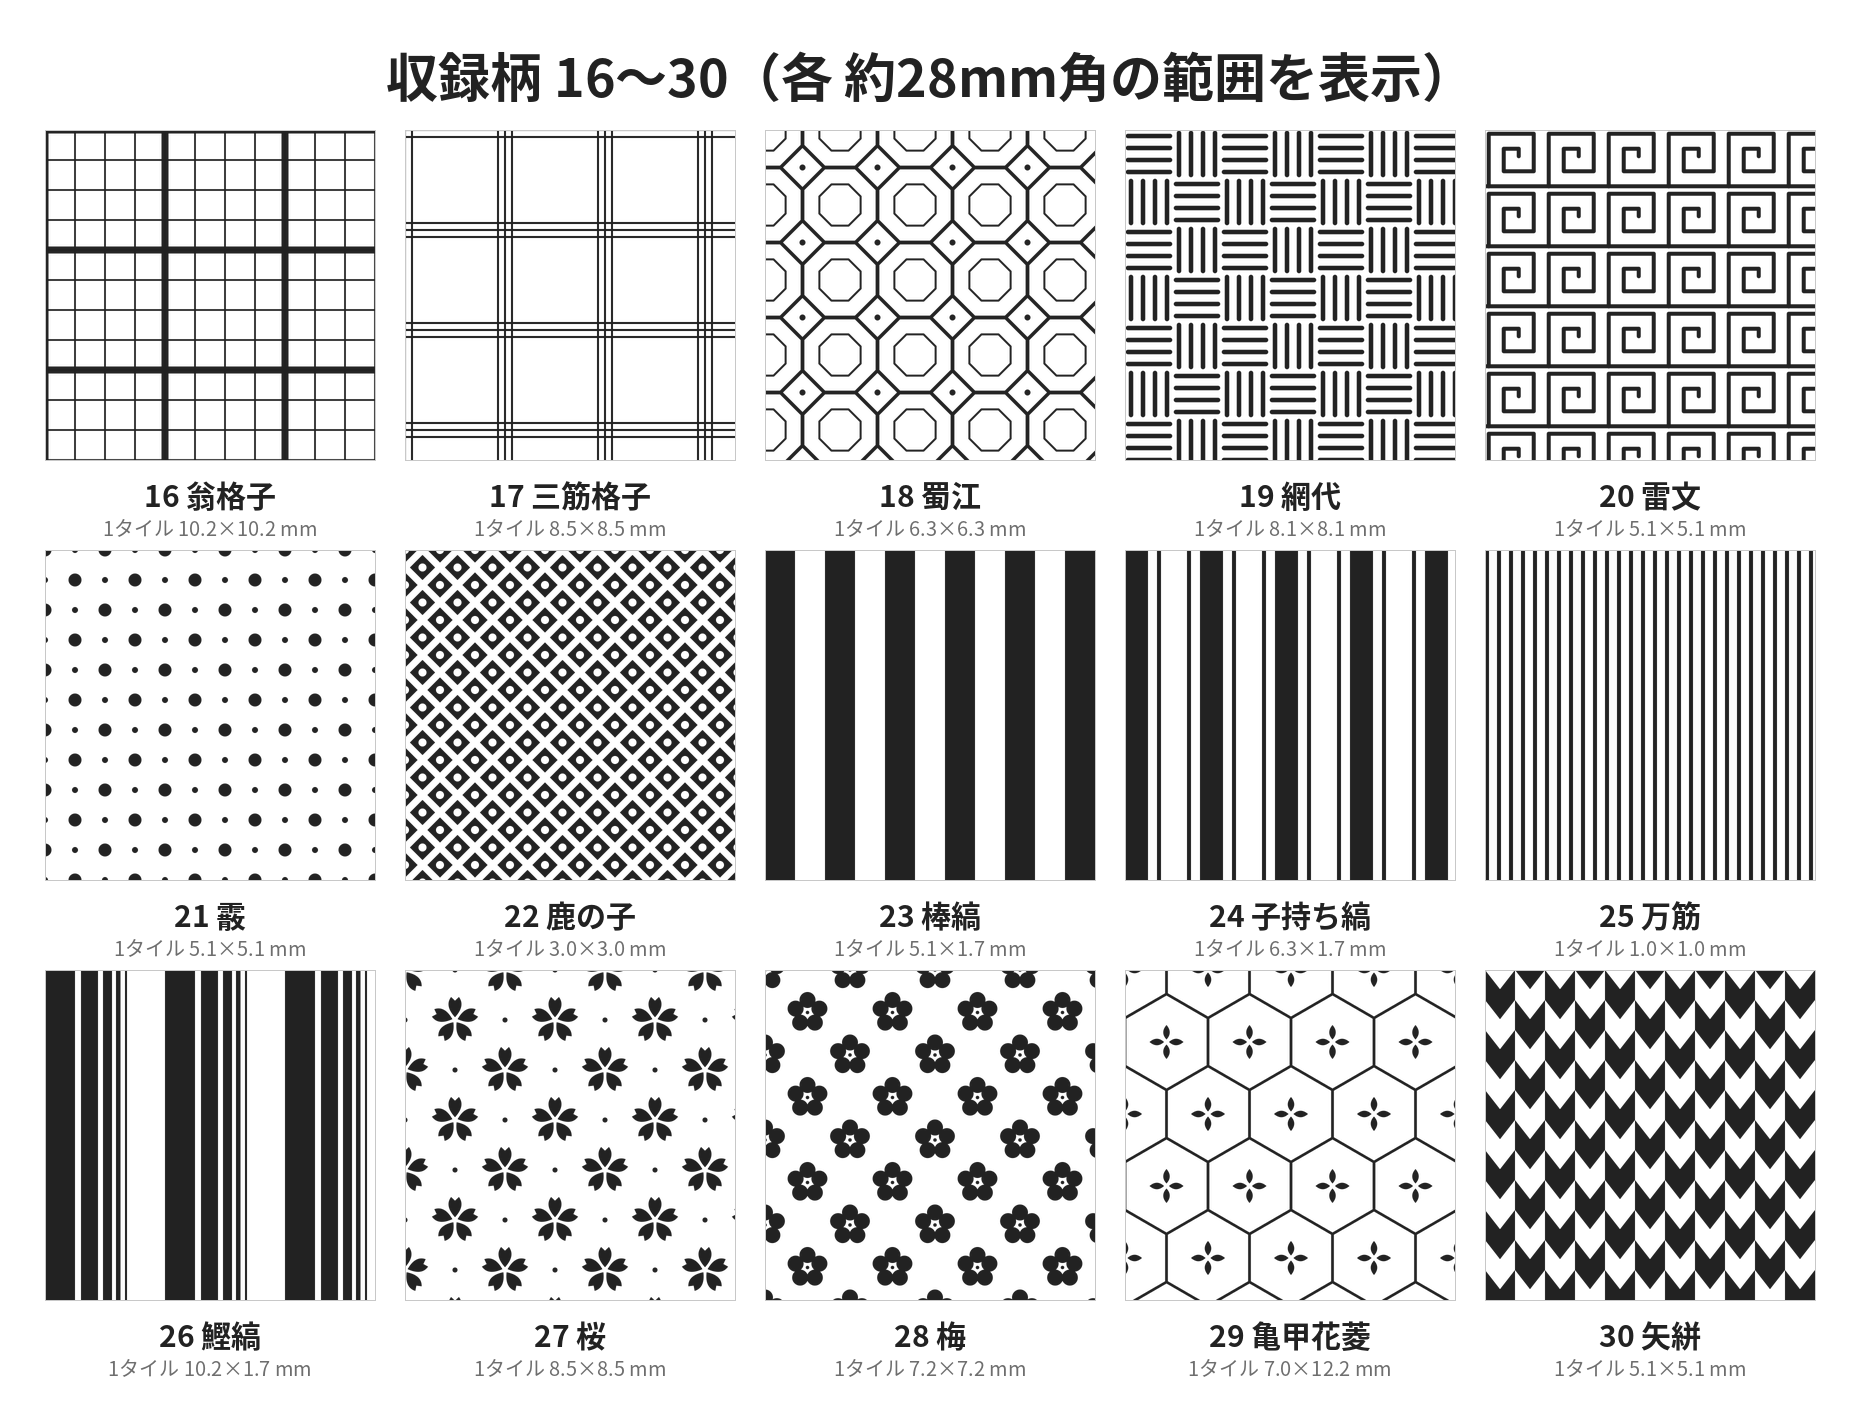 収録柄 16〜30（各 約28mm角の範囲を表示）
16 翁格子
1タイル 10.2×10.2 mm
17 三筋格子
1タイル 8.5×8.5 mm
18 蜀江
1タイル 6.3×6.3 mm
19 網代
1タイル 8.1×8.1 mm
20 雷文
1タイル 5.1×5.1 mm
21 霰
1タイル 5.1×5.1 mm
22 鹿の子
1タイル 3.0×3.0 mm
23 棒縞
1タイル 5.1×1.7 mm
24 子持ち縞
1タイル 6.3×1.7 mm
25 万筋
1タイル 1.0×1.0 mm
26 鰹縞
1タイル 10.2×1.7 mm
27 桜
1タイル 8.5×8.5 mm
28 梅
1タイル 7.2×7.2 mm
29 亀甲花菱
1タイル 7.0×12.2 mm
30 矢絣
1タイル 5.1×5.1 mm